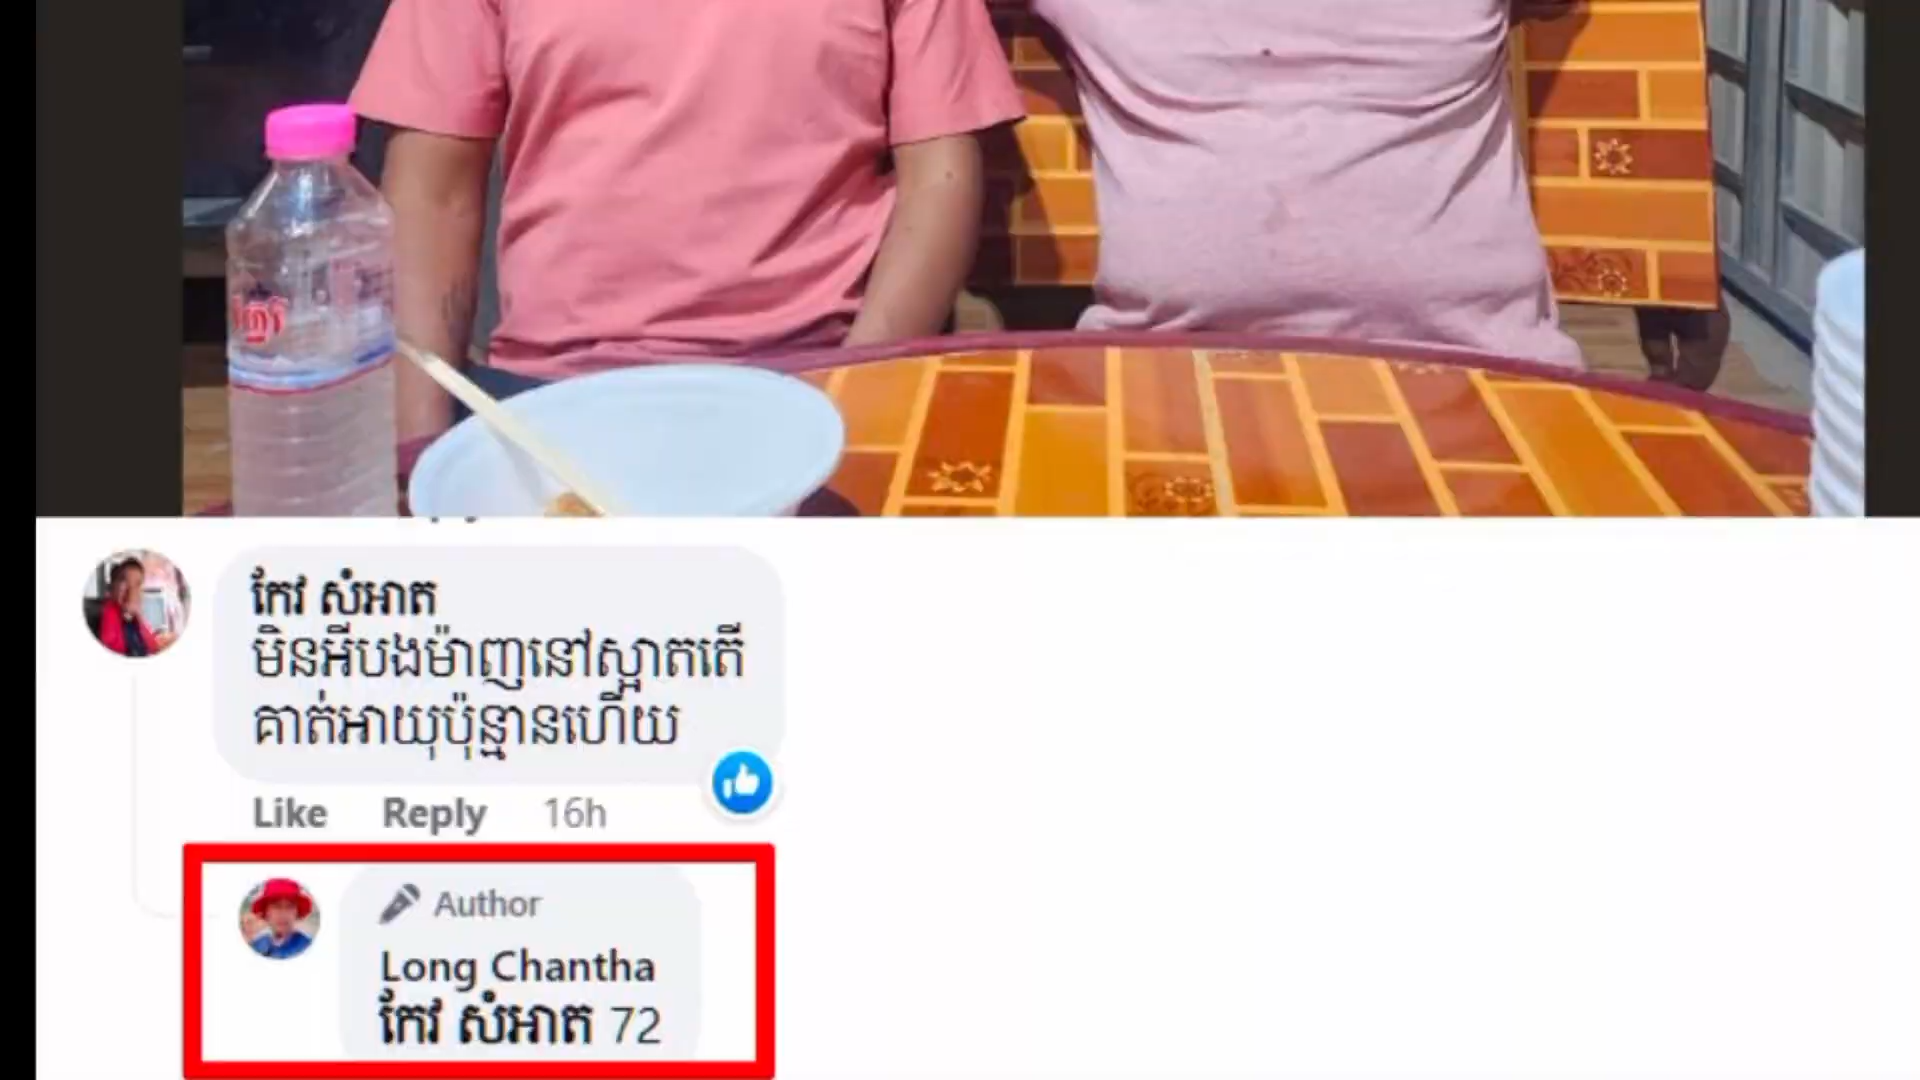 កែវ សំអាត
មិនអីបងម៉ាញនៅស្អាតតើ
គាត់អាយុប៉ុន្មានហើយ
Like Reply 16h
Author
Long Chantha
កែវ សំអាត 72